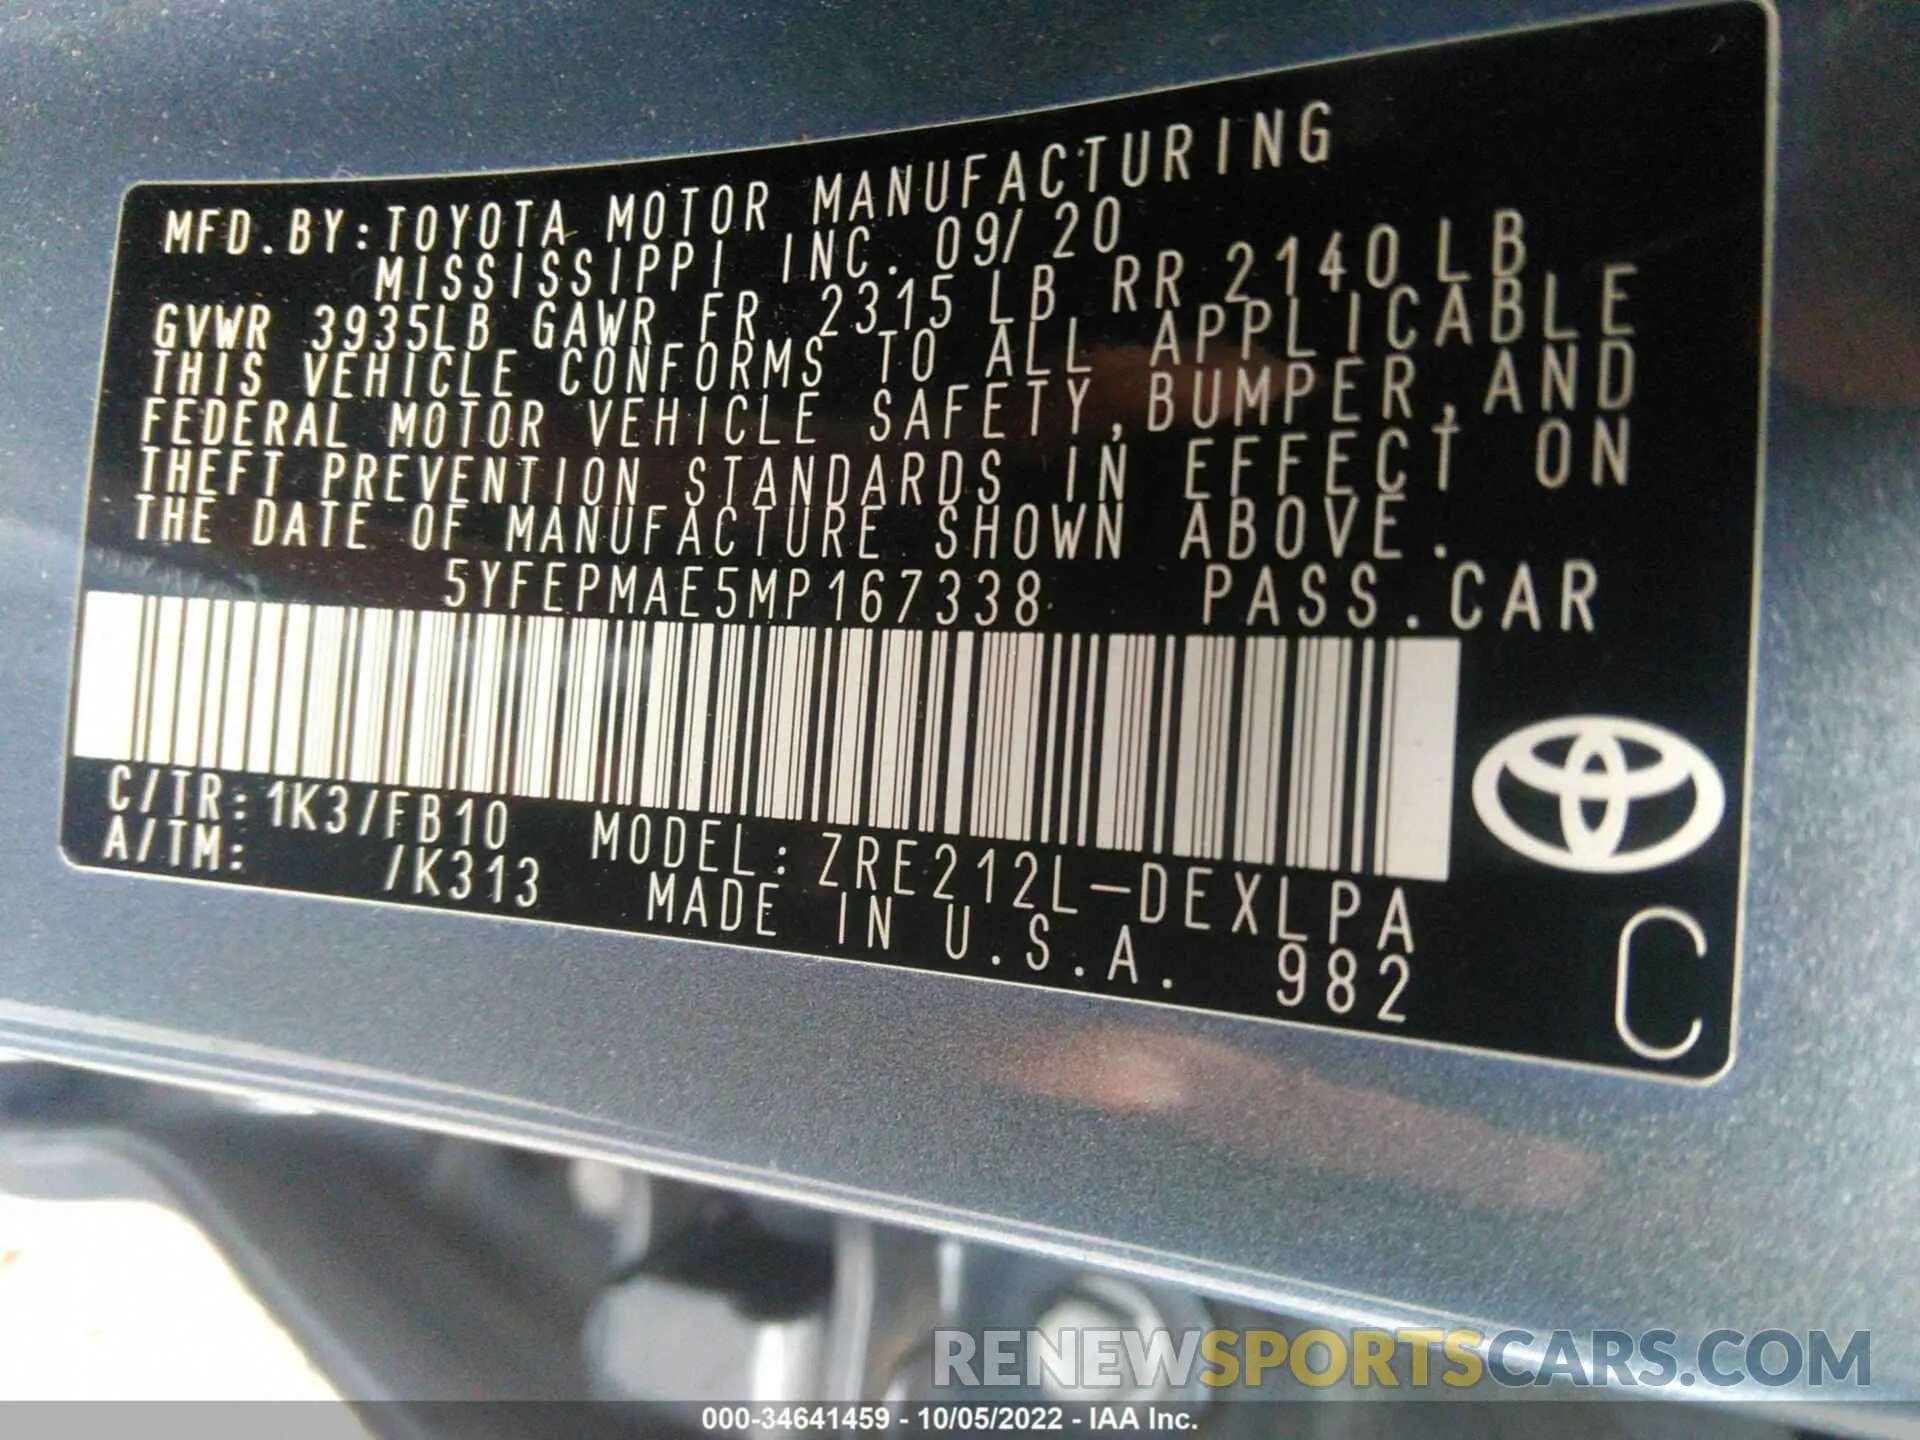 MFD.BY:TOYOTA MOTOR MANUFACTURING
MISSISSIPPI INC. 09/20
GVWR 3935LB GAWR FR 2315 LB RR 2140LB
THIS VEHICLE CONFORMS TO ALL APPLICABLE
FEDERAL MOTOR VEHICLE SAFETY,BUMPER,AND
THEFT PREVENTION STANDARDS IN EFFECT ON
THE DATE OF MANUFACTURE SHOWN ABOVE.
5YFEPMAE5MP167338 PASS.CAR
C/TR:1K3/FB10 MODEL:ZRE212L-DEXLPA
A/TM: /K313 MADE IN U.S.A. 982
C
RENEWSPORTSCARS.COM
000-34641459 - 10/05/2022 - IAA Inc.